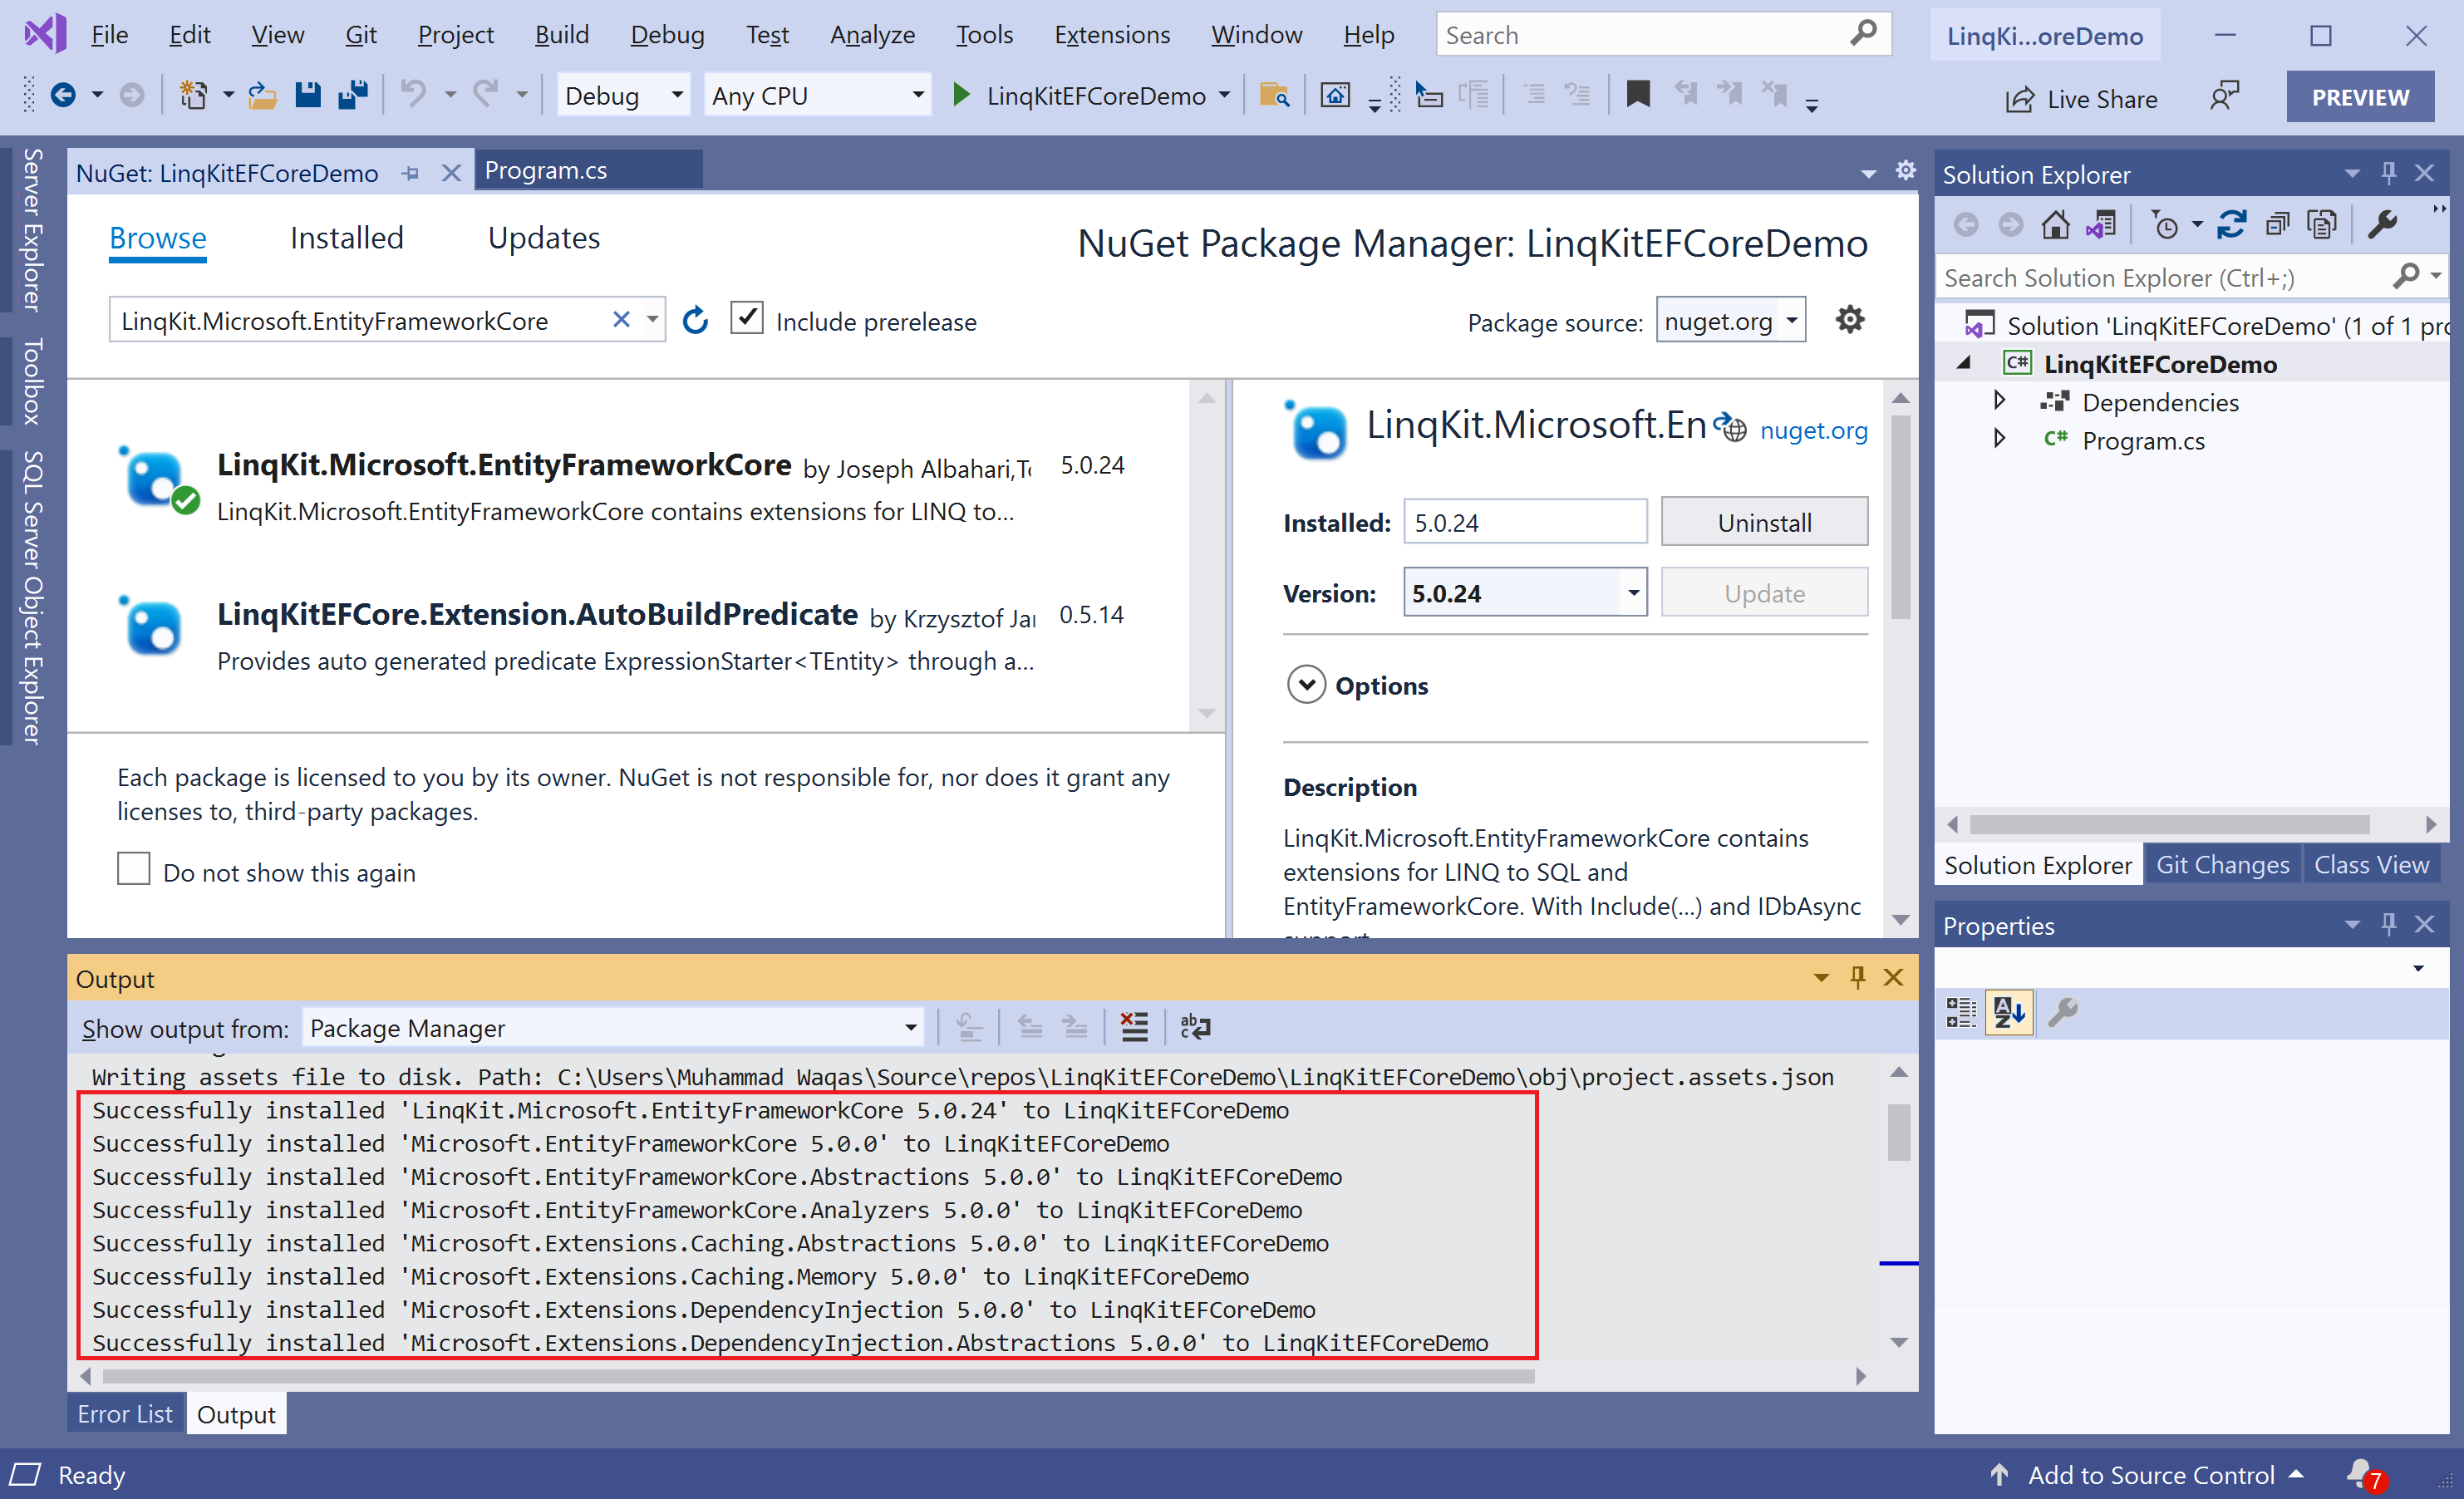 File Edit View Git Project Build Debug Test Analyze Tools Extensions Window Help Search LinqKi...oreDemo
Debug Any CPU LinqKitEFCoreDemo Live Share PREVIEW
Server Explorer
Toolbox
SQL Server Object Explorer
NuGet: LinqKitEFCoreDemo Program.cs
Browse Installed Updates
NuGet Package Manager: LinqKitEFCoreDemo
LinqKit.Microsoft.EntityFrameworkCore Include prerelease
Package source: nuget.org
LinqKit.Microsoft.EntityFrameworkCore by Joseph Albahari, 5.0.24
LinqKit.Microsoft.EntityFrameworkCore contains extensions for LINQ to...
LinqKitEFCore.Extension.AutoBuildPredicate by Krzysztof 0.5.14
Provides auto generated predicate ExpressionStarter<TEntity> through a...
Each package is licensed to you by its owner. NuGet is not responsible for, nor does it grant any
licenses to, third-party packages.
Do not show this again
LinqKit.Microsoft.En nuget.org
Installed: 5.0.24 Uninstall
Version: 5.0.24 Update
Options
Description
LinqKit.Microsoft.EntityFrameworkCore contains
extensions for LINQ to SQL and
EntityFrameworkCore. With Include(...) and IDbAsync
Output
Show output from: Package Manager
Writing assets file to disk. Path: C:\Users\Muhammad Waqas\Source\repos\LinqKitEFCoreDemo\LinqKitEFCoreDemo\obj\project.assets.json
Successfully installed 'LinqKit.Microsoft.EntityFrameworkCore 5.0.24' to LinqKitEFCoreDemo
Successfully installed 'Microsoft.EntityFrameworkCore 5.0.0' to LinqKitEFCoreDemo
Successfully installed 'Microsoft.EntityFrameworkCore.Abstractions 5.0.0' to LinqKitEFCoreDemo
Successfully installed 'Microsoft.EntityFrameworkCore.Analyzers 5.0.0' to LinqKitEFCoreDemo
Successfully installed 'Microsoft.Extensions.Caching.Abstractions 5.0.0' to LinqKitEFCoreDemo
Successfully installed 'Microsoft.Extensions.Caching.Memory 5.0.0' to LinqKitEFCoreDemo
Successfully installed 'Microsoft.Extensions.DependencyInjection 5.0.0' to LinqKitEFCoreDemo
Successfully installed 'Microsoft.Extensions.DependencyInjection.Abstractions 5.0.0' to LinqKitEFCoreDemo
Error List Output
Solution Explorer
Search Solution Explorer (Ctrl+;)
Solution 'LinqKitEFCoreDemo' (1 of 1 pro
C# LinqKitEFCoreDemo
Dependencies
C# Program.cs
Solution Explorer Git Changes Class View
Properties
Ready Add to Source Control 7